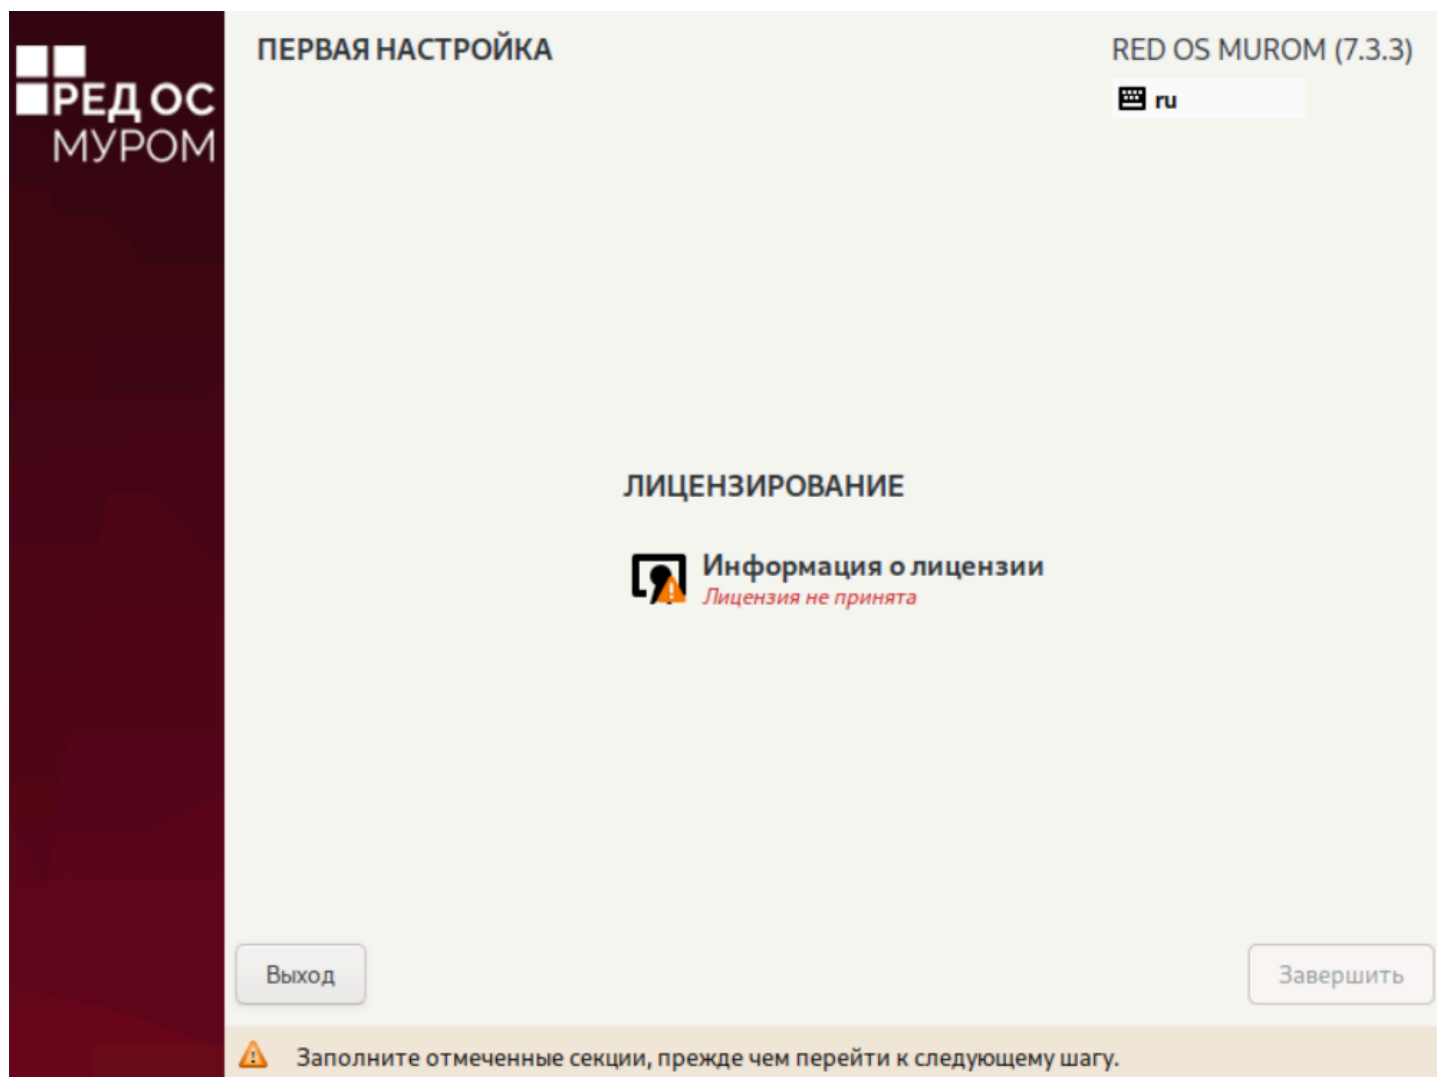 РЕД ОС
МУРОМ
ПЕРВАЯ НАСТРОЙКА
RED OS MUROM (7.3.3)
ru
ЛИЦЕНЗИРОВАНИЕ
Информация о лицензии
Лицензия не принята
Выход
Завершить
Заполните отмеченные секции, прежде чем перейти к следующему шагу.